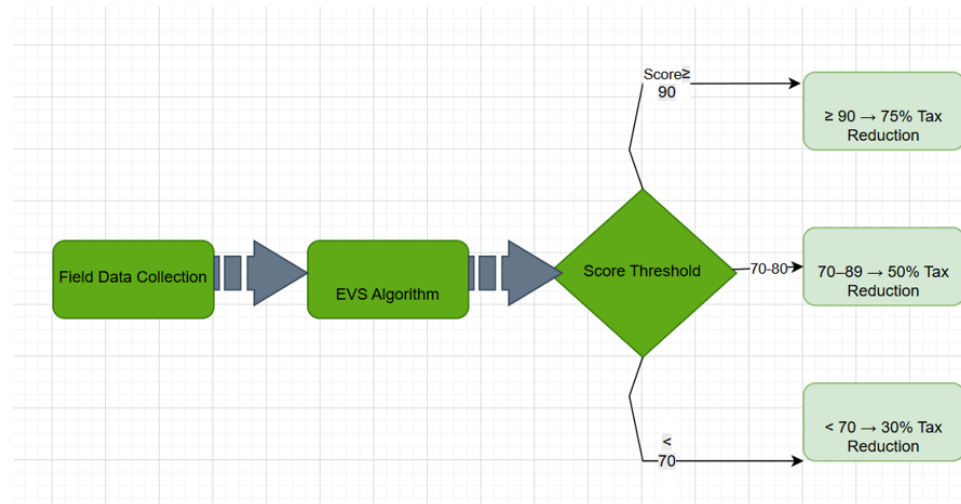 Score≥
90
≥ 90 → 75% Tax
Reduction
Field Data Collection
EVS Algorithm
Score Threshold
70-80
70–89 → 50% Tax
Reduction
<
70
< 70 → 30% Tax
Reduction